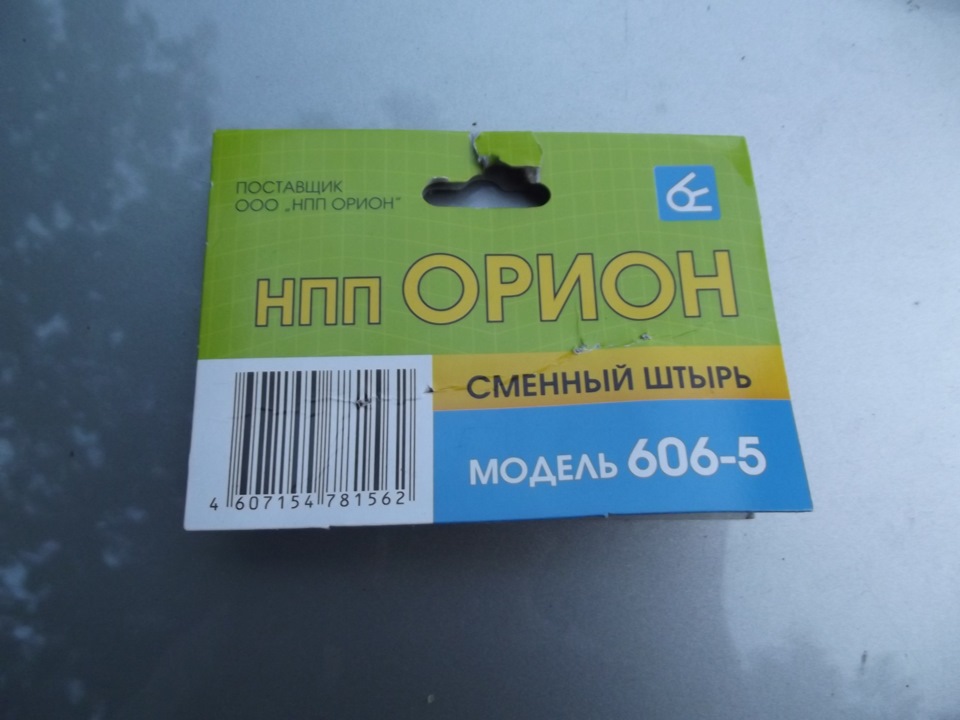 ПОСТАВЩИК
ООО „НПП ОРИОН"
НПП ОРИОН
СМЕННЫЙ ШТЫРЬ
МОДЕЛЬ 606-5
4 607154 781562